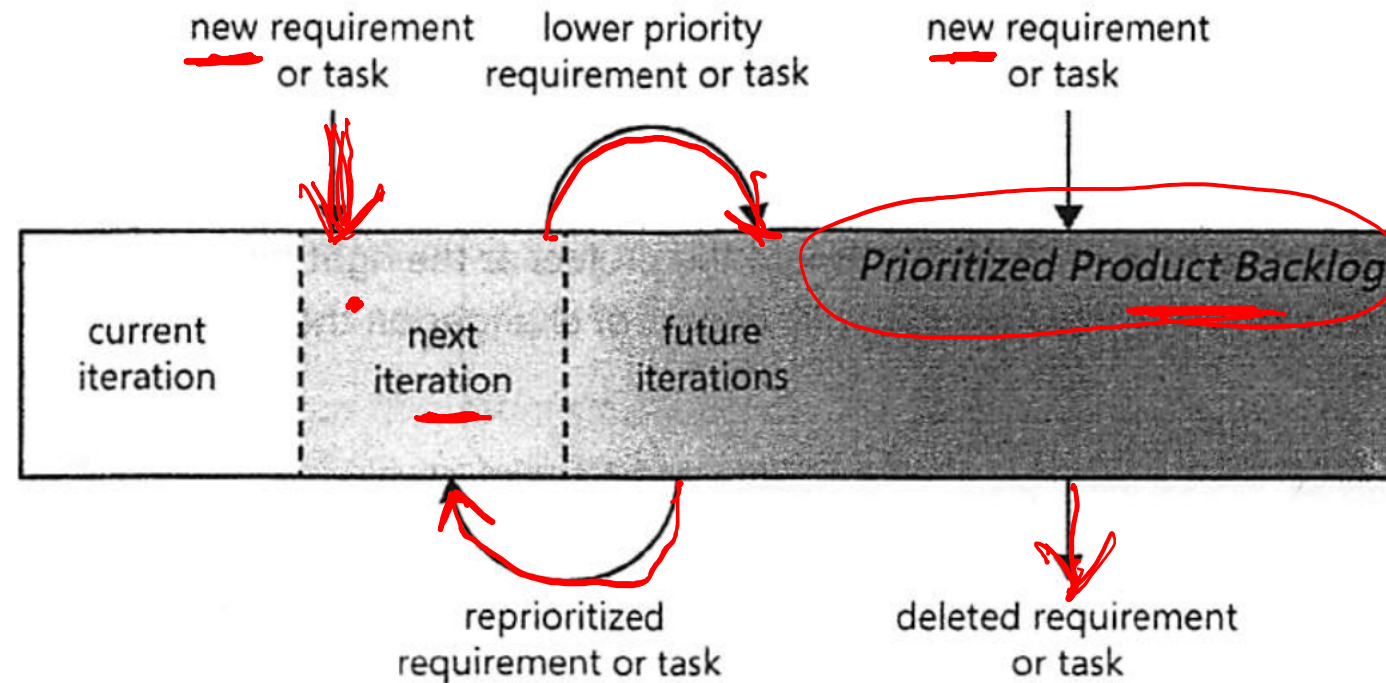 new requirement
or task
lower priority
requirement or task
new requirement
or task
Prioritized Product Backlog
current
iteration
next
iteration
future
iterations
reprioritized
requirement or task
deleted requirement
or task